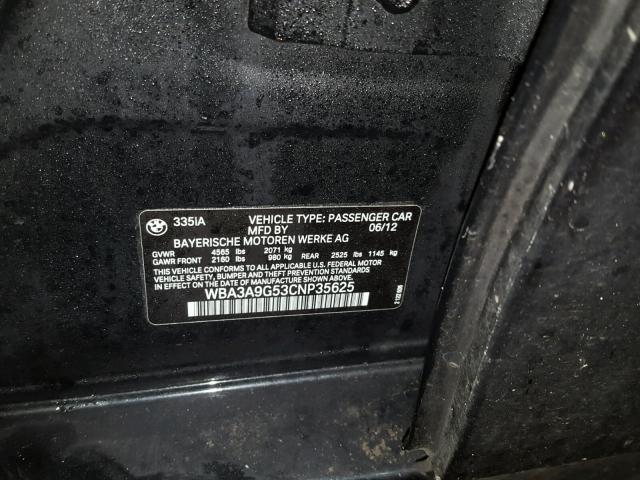 335IA VEHICLE TYPE: PASSENGER CAR
MFD BY 06/12
BAYERISCHE MOTOREN WERKE AG
GVWR 4565 lbs 2071 kg
GAWR FRONT 2160 lbs 980 kg GAWR REAR 2525 lbs 1145 kg
THIS VEHICLE CONFORMS TO ALL APPLICABLE U.S. FEDERAL MOTOR
VEHICLE SAFETY, BUMPER AND THEFT PREVENTION STANDARDS IN
EFFECT ON THE DATE OF MANUFACTURE SHOWN ABOVE.
WBA3A9G53CNP35625